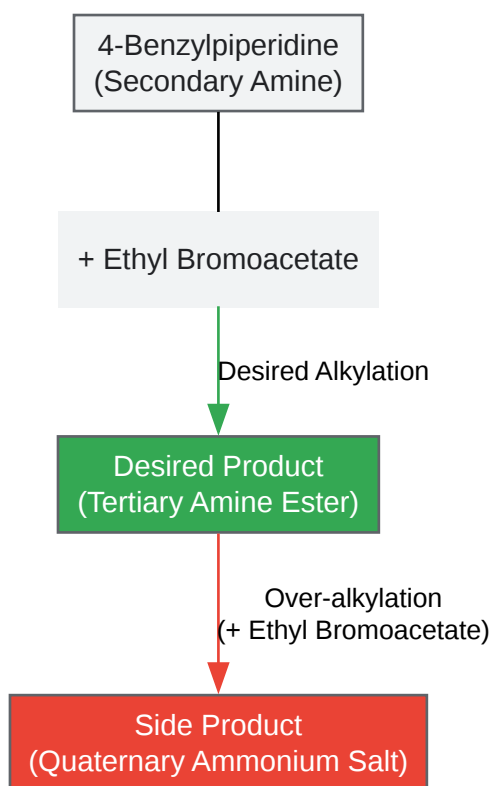 4-Benzylpiperidine
(Secondary Amine)
+ Ethyl Bromoacetate
Desired Alkylation
Desired Product
(Tertiary Amine Ester)
Over-alkylation
(+ Ethyl Bromoacetate)
Side Product
(Quaternary Ammonium Salt)